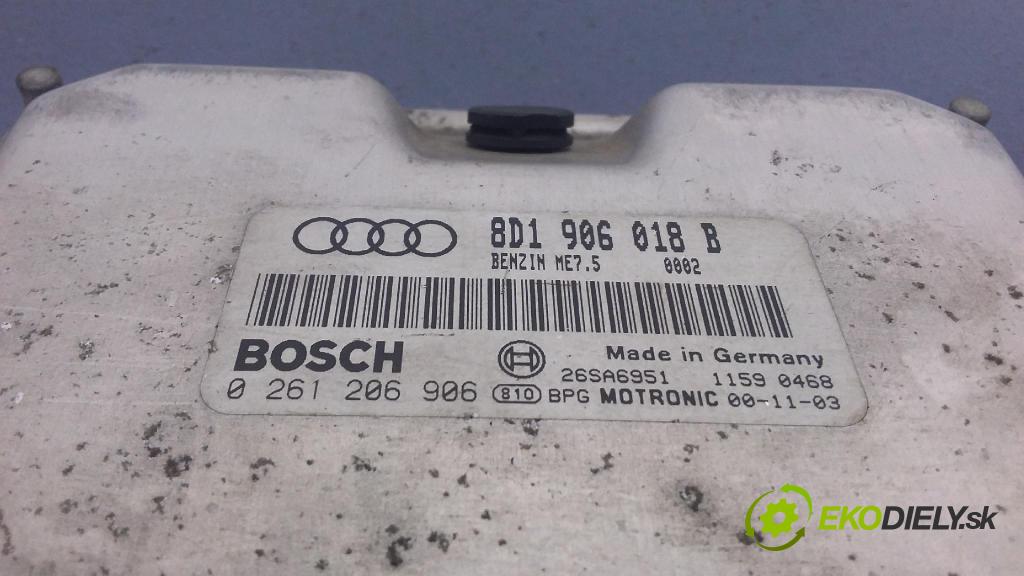 8D1 906 018 B
BENZIN ME7.5 0002
BOSCH Made in Germany
26SA6951 1159 0468
0 261 206 906 810 BPG MOTRONIC 00-11-03
EKODIELY.sk